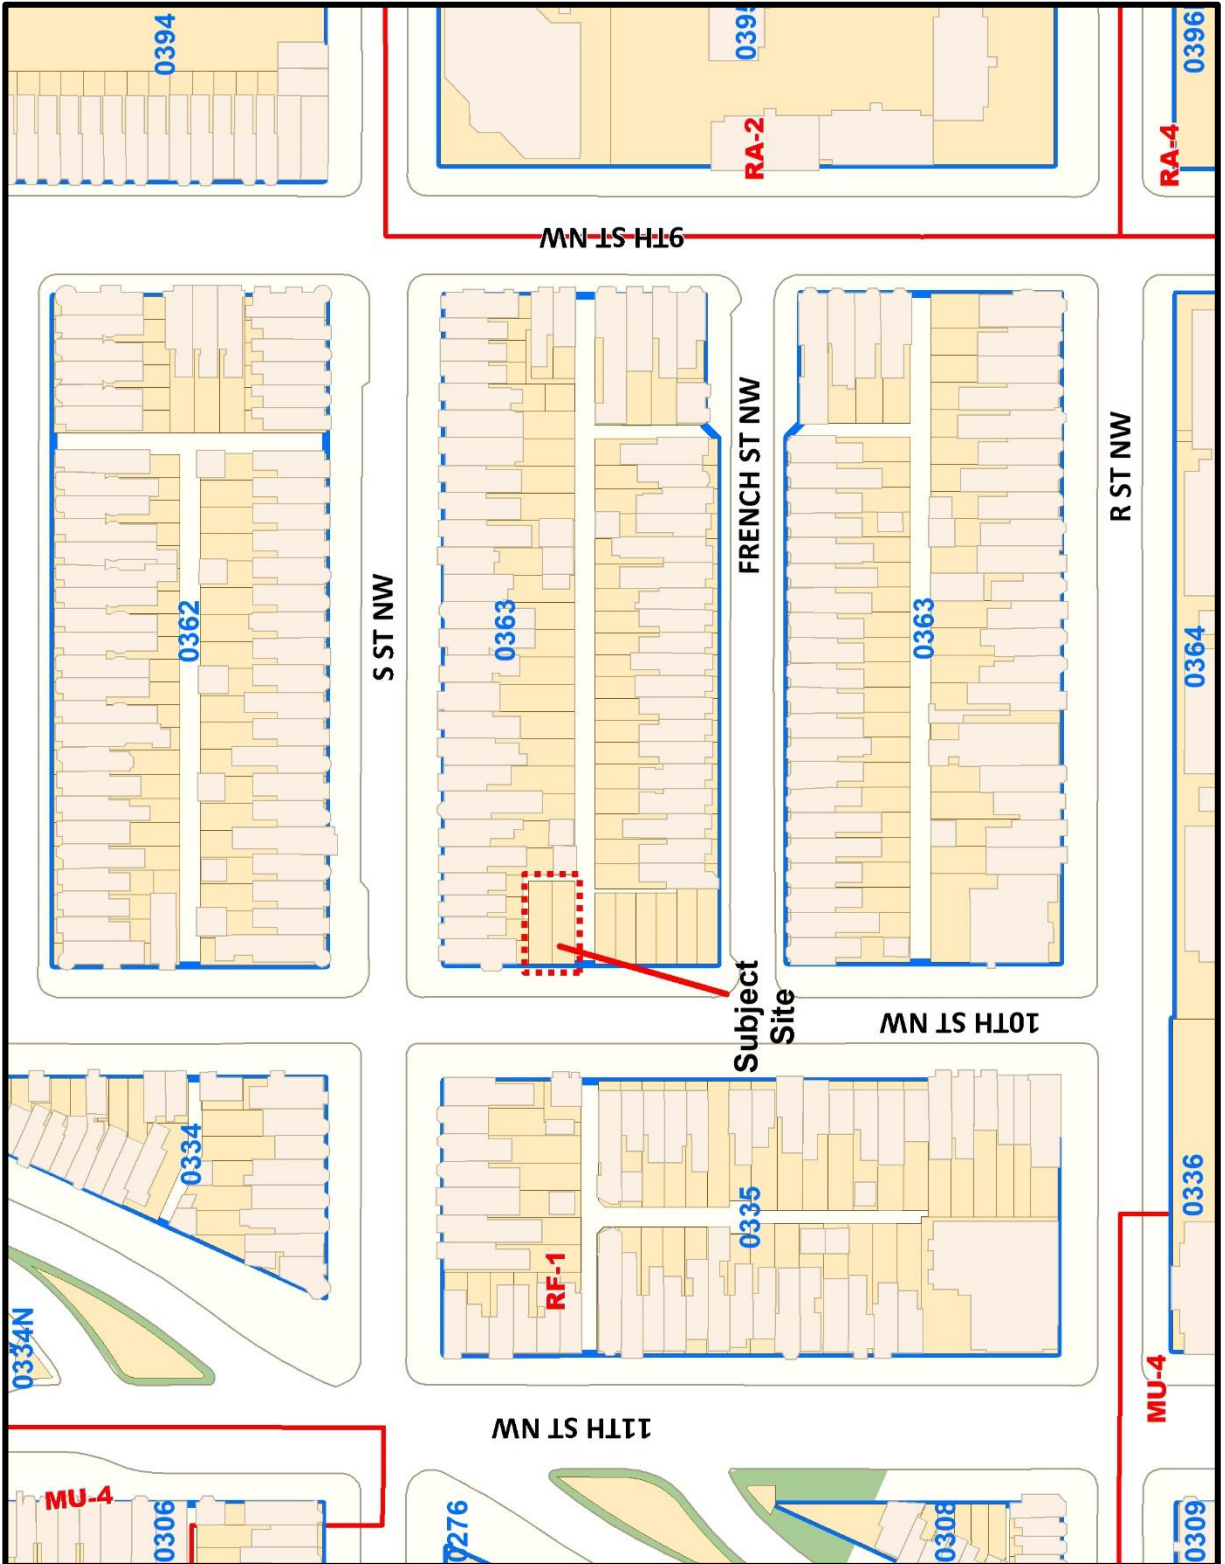 0394
0395
0396
RA-2
RA-4
9TH ST NW
0362
S ST NW
0363
FRENCH ST NW
0363
R ST NW
0364
Subject
Site
10TH ST NW
0334
0335
0336
RF-1
0334N
MU-4
11TH ST NW
MU-4
0306
0276
0308
0309